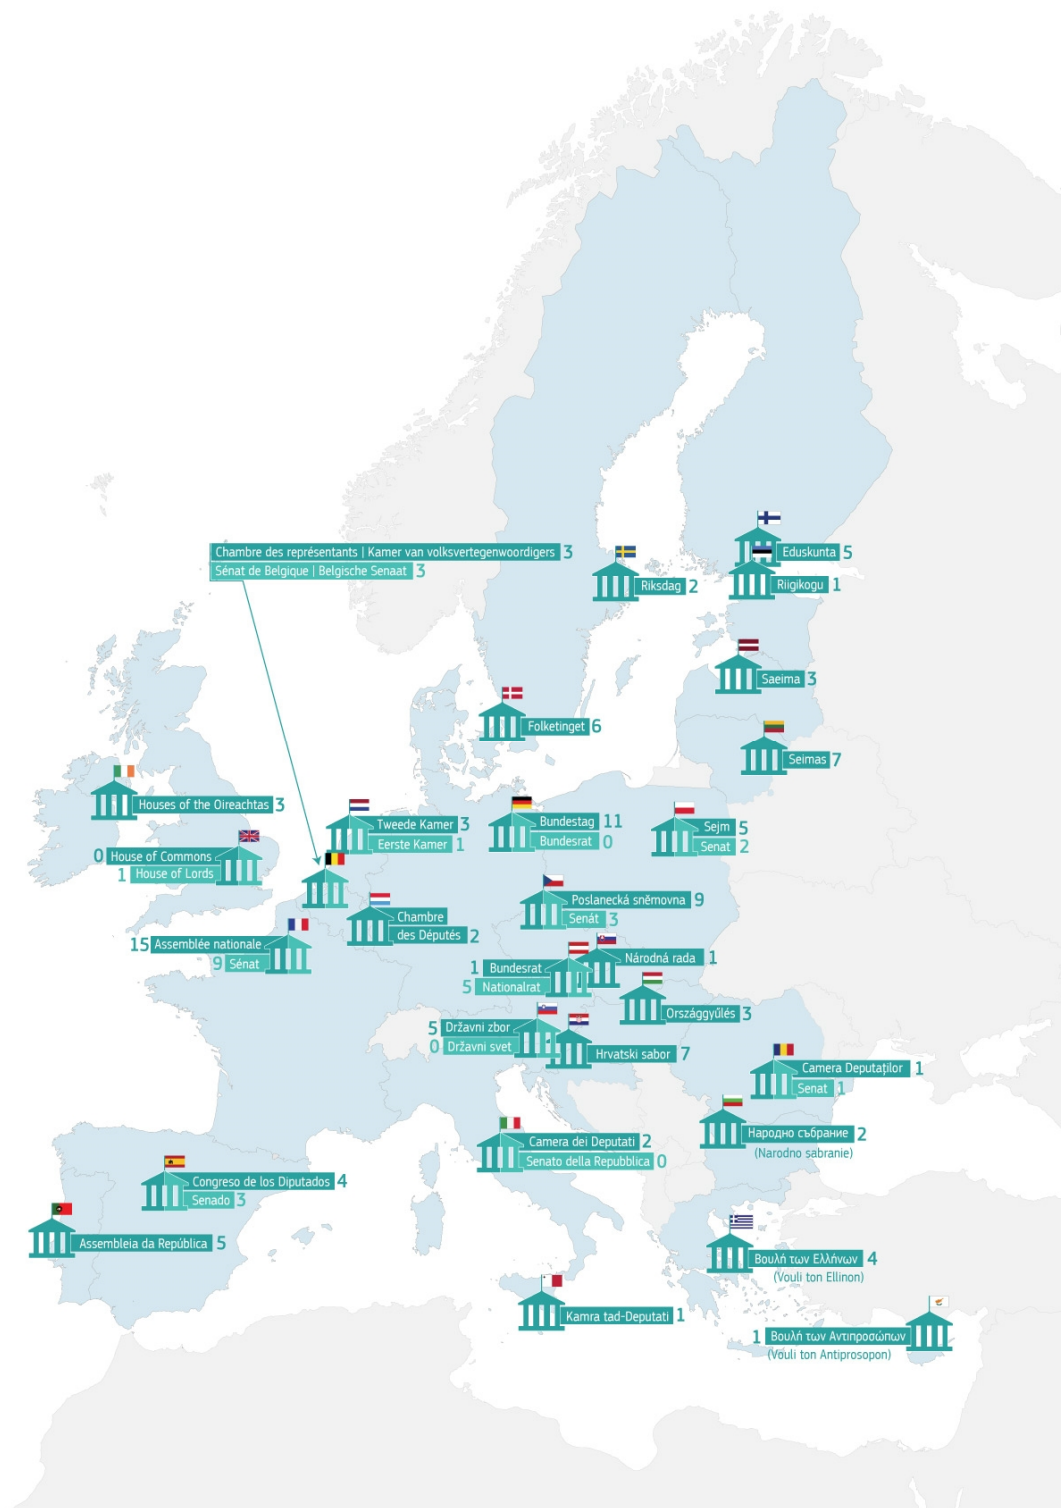 Chambre des représentants | Kamer van volksvertegenwoordigers 3
Sénat de Belgique | Belgische Senaat 3
Eduskunta 5
Riksdag 2
Riigikogu 1
Saeima 3
Folketinget 6
Seimas 7
Houses of the Oireachtas 3
Tweede Kamer 3
Eerste Kamer 1
Bundestag 11
Bundesrat 0
Sejm 5
Senat 2
0 House of Commons
1 House of Lords
Poslanecká sněmovna 9
Senát 3
Chambre
des Députés 2
15 Assemblée nationale
9 Sénat
Národná rada 1
1 Bundesrat
5 Nationalrat
Országgyűlés 3
5 Državni zbor
0 Državni svet
Hrvatski sabor 7
Camera Deputaților 1
Senat 1
Народно събрание 2
(Narodno sabranie)
Camera dei Deputati 2
Senato della Repubblica 0
Congreso de los Diputados 4
Senado 3
Assembleia da República 5
Βουλή των Ελλήνων 4
(Vouli ton Ellinon)
Kamra tad-Deputati 1
1 Βουλή των Αντιπροσώπων
(Vouli ton Antiprosopon)